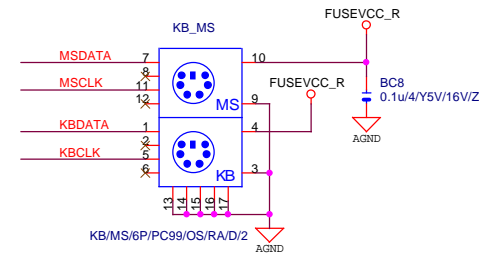 FUSEVCC_R
KB_MS
MSDATA 7 10
8
FUSEVCC_R
BC8
MSCLK 11
0.1u/4/Y5V/16V/Z
12 MS 9
KBDATA 1 4
AGND
2
KBCLK 5
6 KB 3
13 14 15 16 17
KB/MS/6P/PC99/OS/RA/D/2
AGND